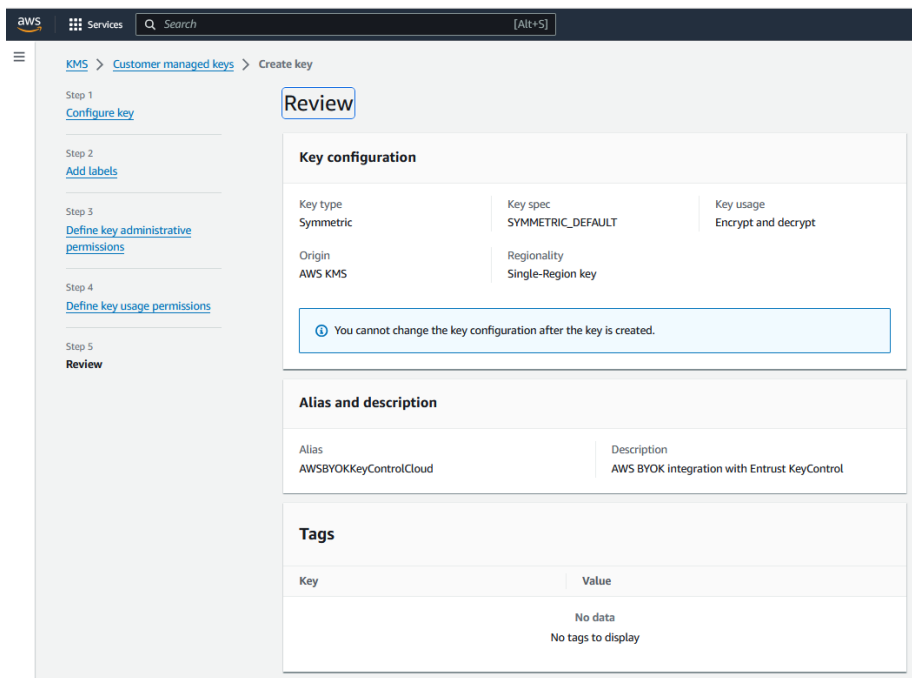 aws
Services
Search
[Alt+S]
KMS > Customer managed keys > Create key
Step 1
Configure key
Step 2
Add labels
Step 3
Define key administrative
permissions
Step 4
Define key usage permissions
Step 5
Review
Review
Key configuration
Key type
Symmetric
Key spec
SYMMETRIC_DEFAULT
Key usage
Encrypt and decrypt
Origin
AWS KMS
Regionality
Single-Region key
You cannot change the key configuration after the key is created.
Alias and description
Alias
AWSBYOKKeyControlCloud
Description
AWS BYOK integration with Entrust KeyControl
Tags
Key
Value
No data
No tags to display